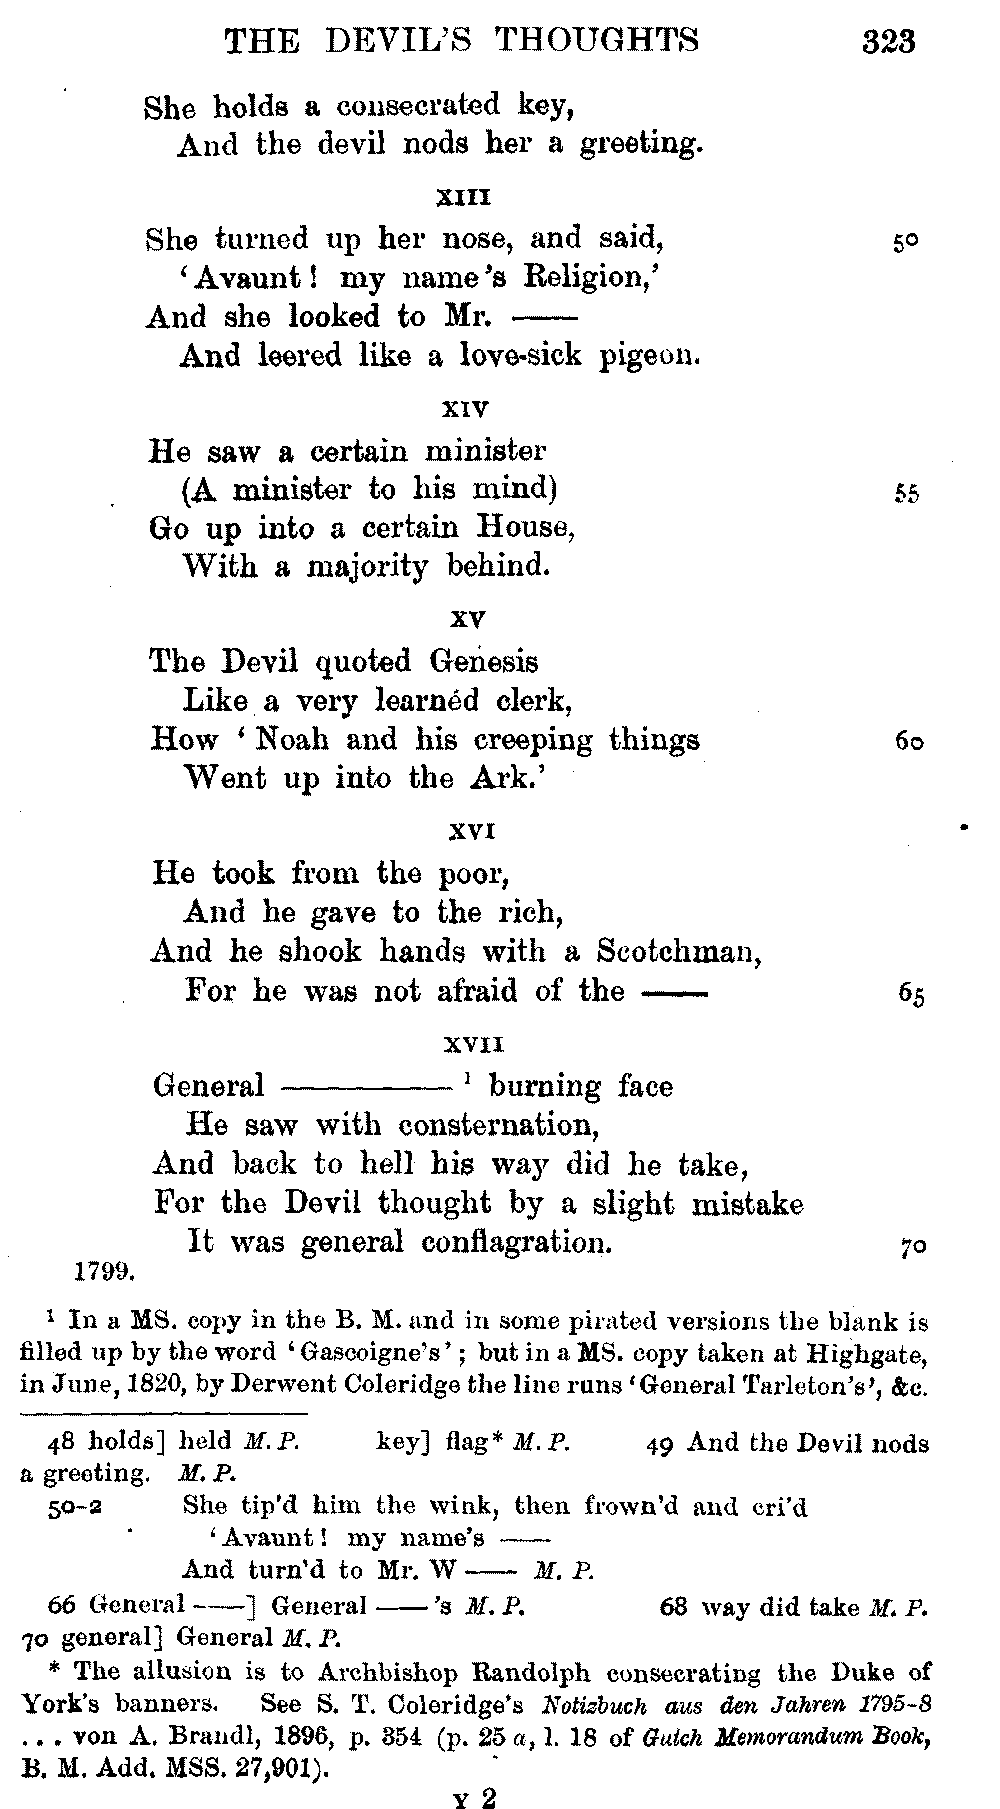 THE DEVIL'S THOUGHTS 323
She holds a consecrated key,
And the devil nods her a greeting.
XIII
She turned up her nose, and said, 50
‘Avaunt! my name's Religion,’
And she looked to Mr. ——
And leered like a love-sick pigeon.
XIV
He saw a certain minister
(A minister to his mind) 55
Go up into a certain House,
With a majority behind.
XV
The Devil quoted Genesis
Like a very learnéd clerk,
How ‘Noah and his creeping things 60
Went up into the Ark.’
XVI
He took from the poor,
And he gave to the rich,
And he shook hands with a Scotchman,
For he was not afraid of the —— 65
XVII
General ———— ¹ burning face
He saw with consternation,
And back to hell his way did he take,
For the Devil thought by a slight mistake
It was general conflagration. 70
1799.
¹ In a MS. copy in the B. M. and in some pirated versions the blank is
filled up by the word ‘Gascoigne's’; but in a MS. copy taken at Highgate,
in June, 1820, by Derwent Coleridge the line runs ‘General Tarleton's’, &c.
48 holds] held M. P. key] flag* M. P. 49 And the Devil nods
a greeting. M. P.
50-2 She tip'd him the wink, then frown'd and cri'd
‘Avaunt! my name's ——
And turn'd to Mr. W —— M. P.
66 General ——] General ——'s M. P. 68 way did take M. P.
70 general] General M. P.
* The allusion is to Archbishop Randolph consecrating the Duke of
York's banners. See S. T. Coleridge's Notizbuch aus den Jahren 1795-8
... von A. Brandl, 1896, p. 354 (p. 25 a, l. 18 of Gutch Memorandum Book,
B. M. Add. MSS. 27,901).
Y 2